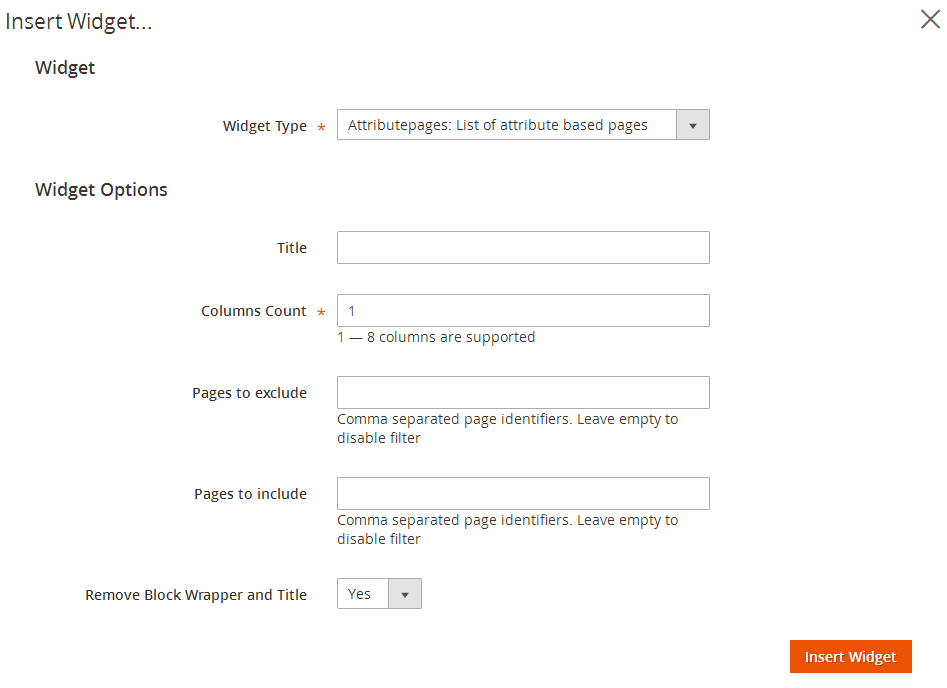 Insert Widget...
Widget
Widget Type *
Attributepages: List of attribute based pages
Widget Options
Title
Columns Count *
1
1 — 8 columns are supported
Pages to exclude
Comma separated page identifiers. Leave empty to
disable filter
Pages to include
Comma separated page identifiers. Leave empty to
disable filter
Remove Block Wrapper and Title
Yes
Insert Widget